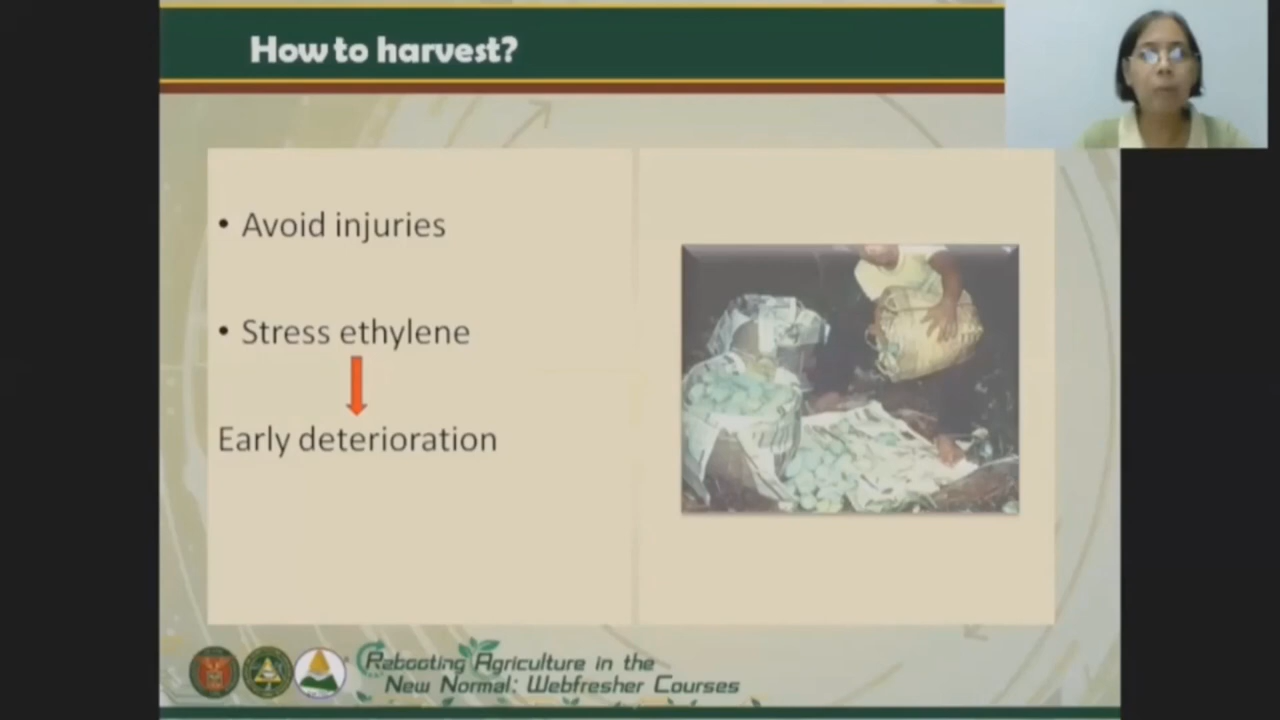 How to harvest?
• Avoid injuries
• Stress ethylene
Early deterioration
Rebooting Agriculture in the
New Normal: Webfresher Courses